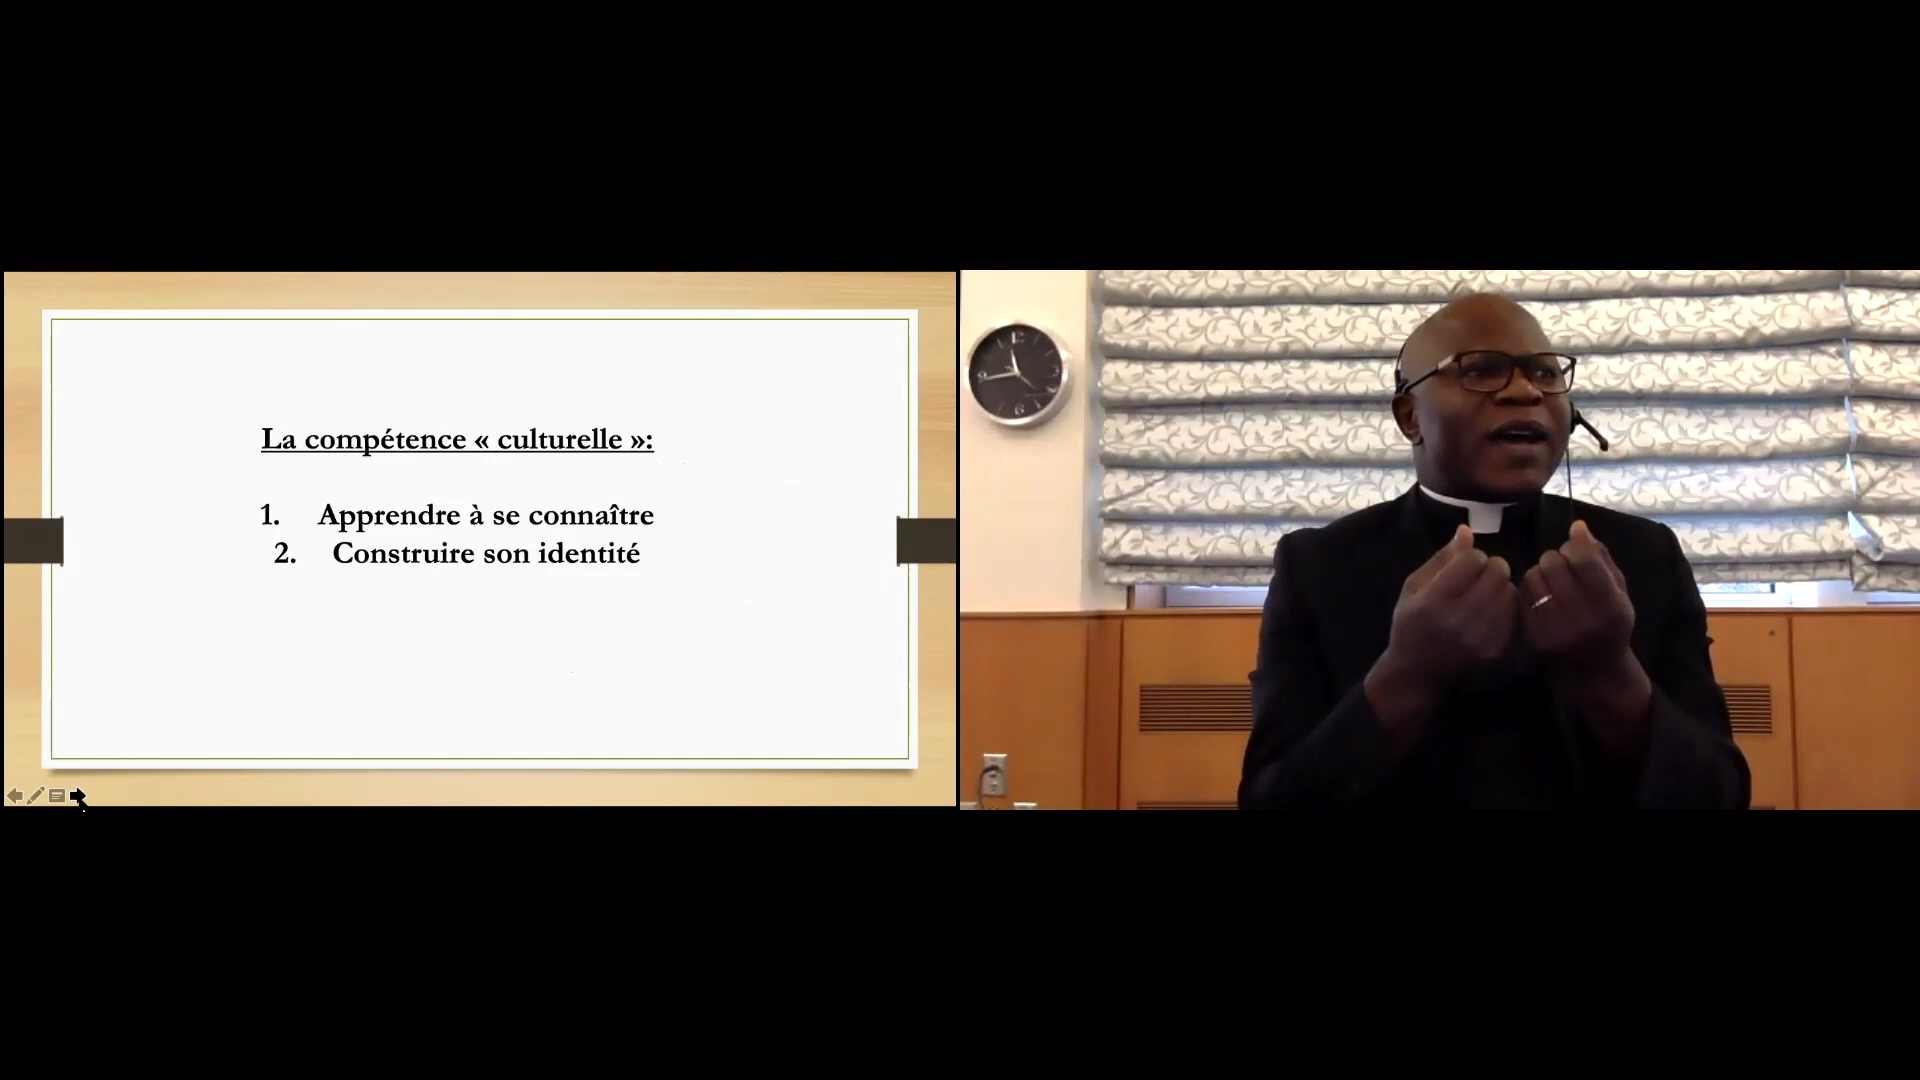 La compétence « culturelle »:
1. Apprendre à se connaître
2. Construire son identité